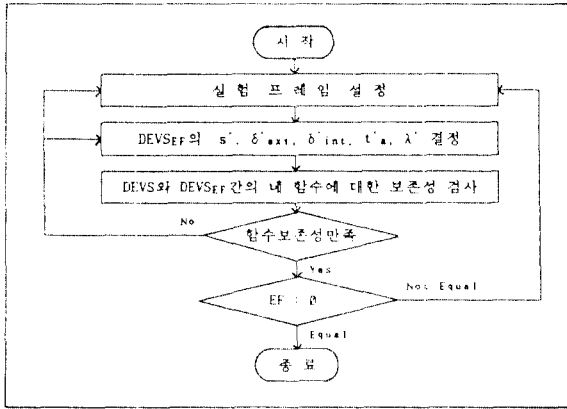 시 작
실 험 프 레 임 설 정
DEVS_EF의 s', δ'ext, δ'int, t'a, λ' 결정
DEVS와 DEVS_EF간의 네 함수에 대한 보존성 검사
No
함수보존성만족
Yes
EF : Ø
Not Equal
Equal
종 료